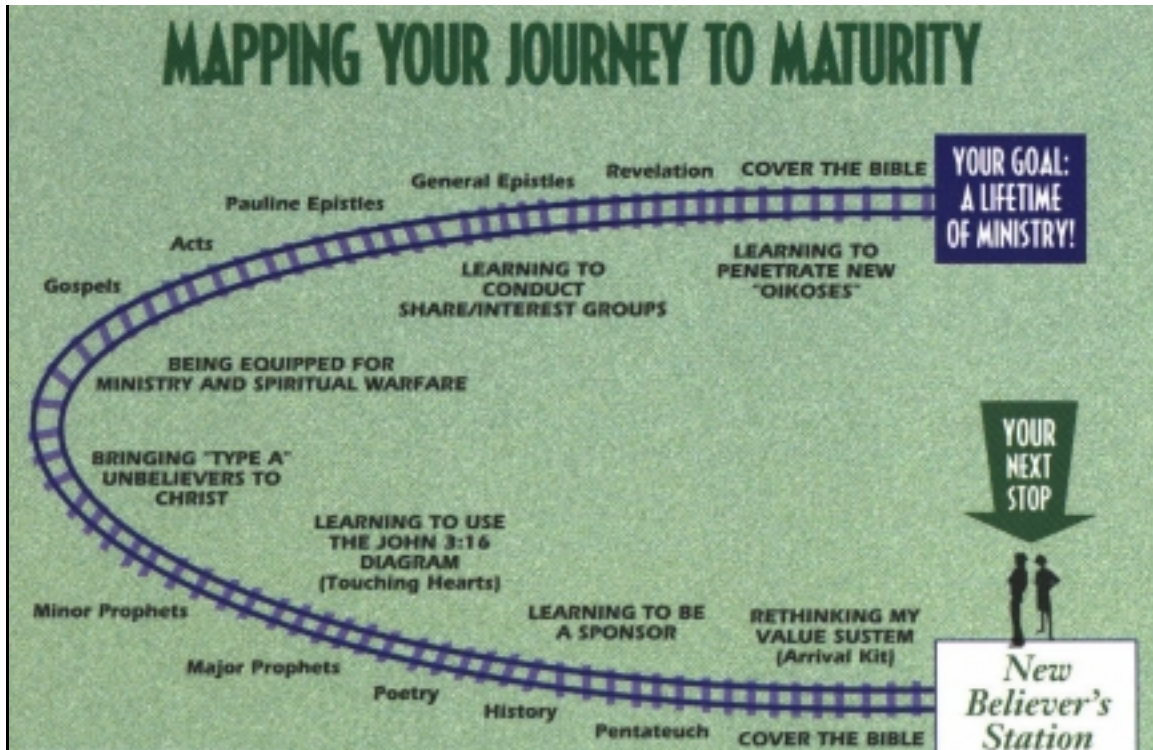 MAPPING YOUR JOURNEY TO MATURITY
YOUR GOAL:
A LIFETIME
OF MINISTRY!
COVER THE BIBLE
Revelation
General Epistles
Pauline Epistles
Acts
Gospels
LEARNING TO
PENETRATE NEW
"OIKOSES"
LEARNING TO
CONDUCT
SHARE/INTEREST GROUPS
BEING EQUIPPED FOR
MINISTRY AND SPIRITUAL WARFARE
BRINGING "TYPE A"
UNBELIEVERS TO
CHRIST
LEARNING TO USE
THE JOHN 3:16
DIAGRAM
(Touching Hearts)
LEARNING TO BE
A SPONSOR
RETHINKING MY
VALUE SUSTEM
(Arrival Kit)
YOUR
NEXT
STOP
New
Believer's
Station
Minor Prophets
Major Prophets
Poetry
History
Pentateuch
COVER THE BIBLE